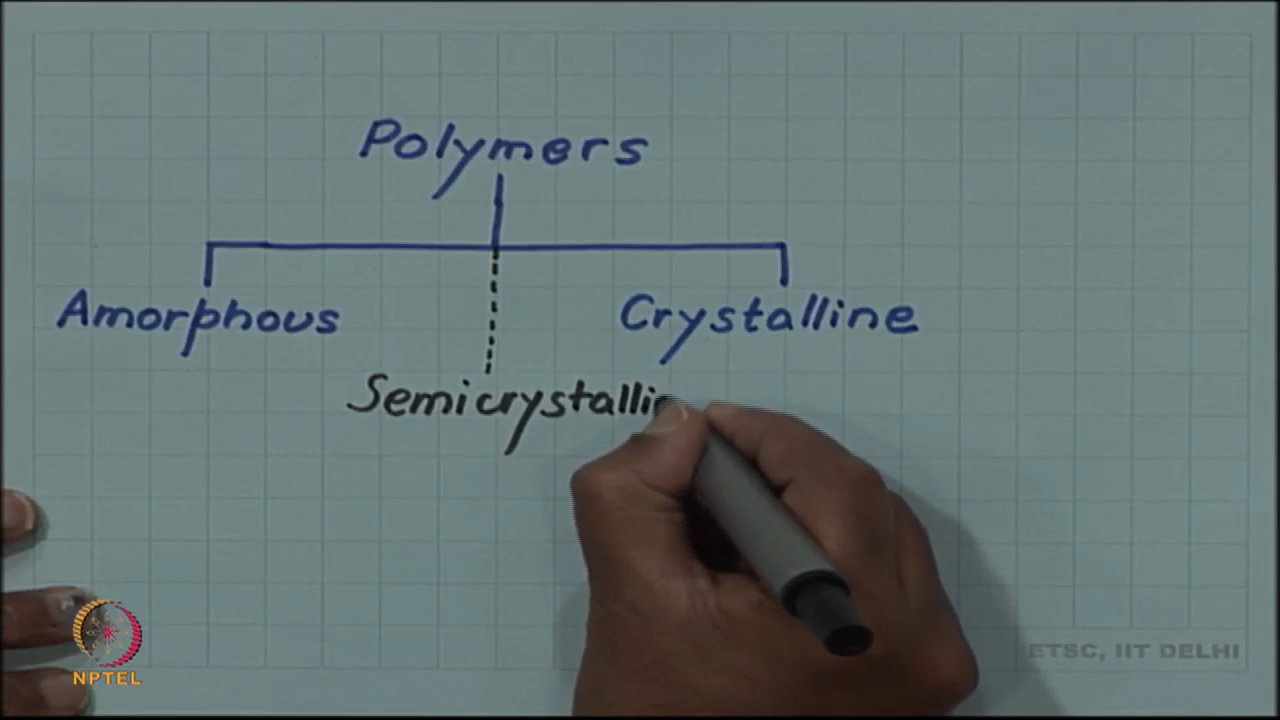 Polymers
Amorphous Crystalline
Semicrystalli
NPTEL
ETSC, IIT DELHI